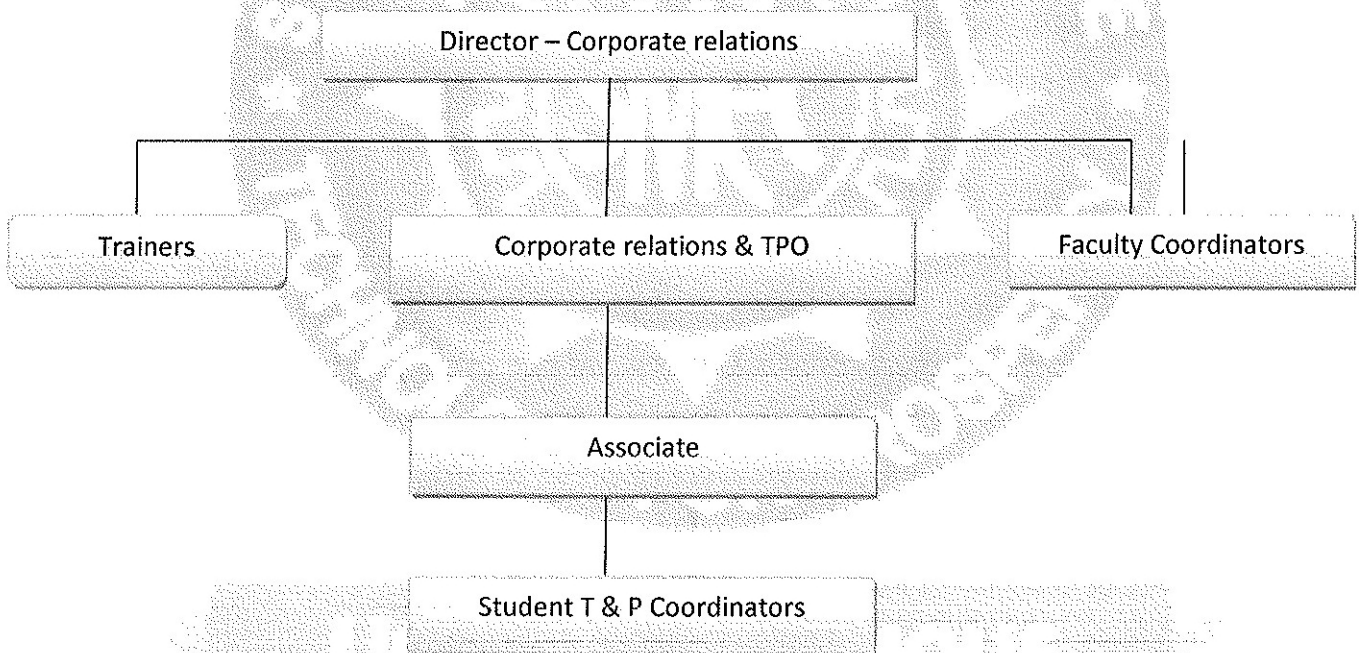 Director – Corporate relations
Trainers
Corporate relations & TPO
Faculty Coordinators
Associate
Student T & P Coordinators